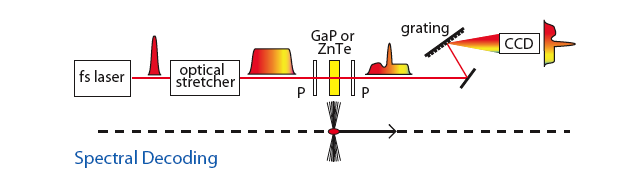 GaP or
ZnTe
grating
fs laser
optical
stretcher
P
P
CCD
Spectral Decoding